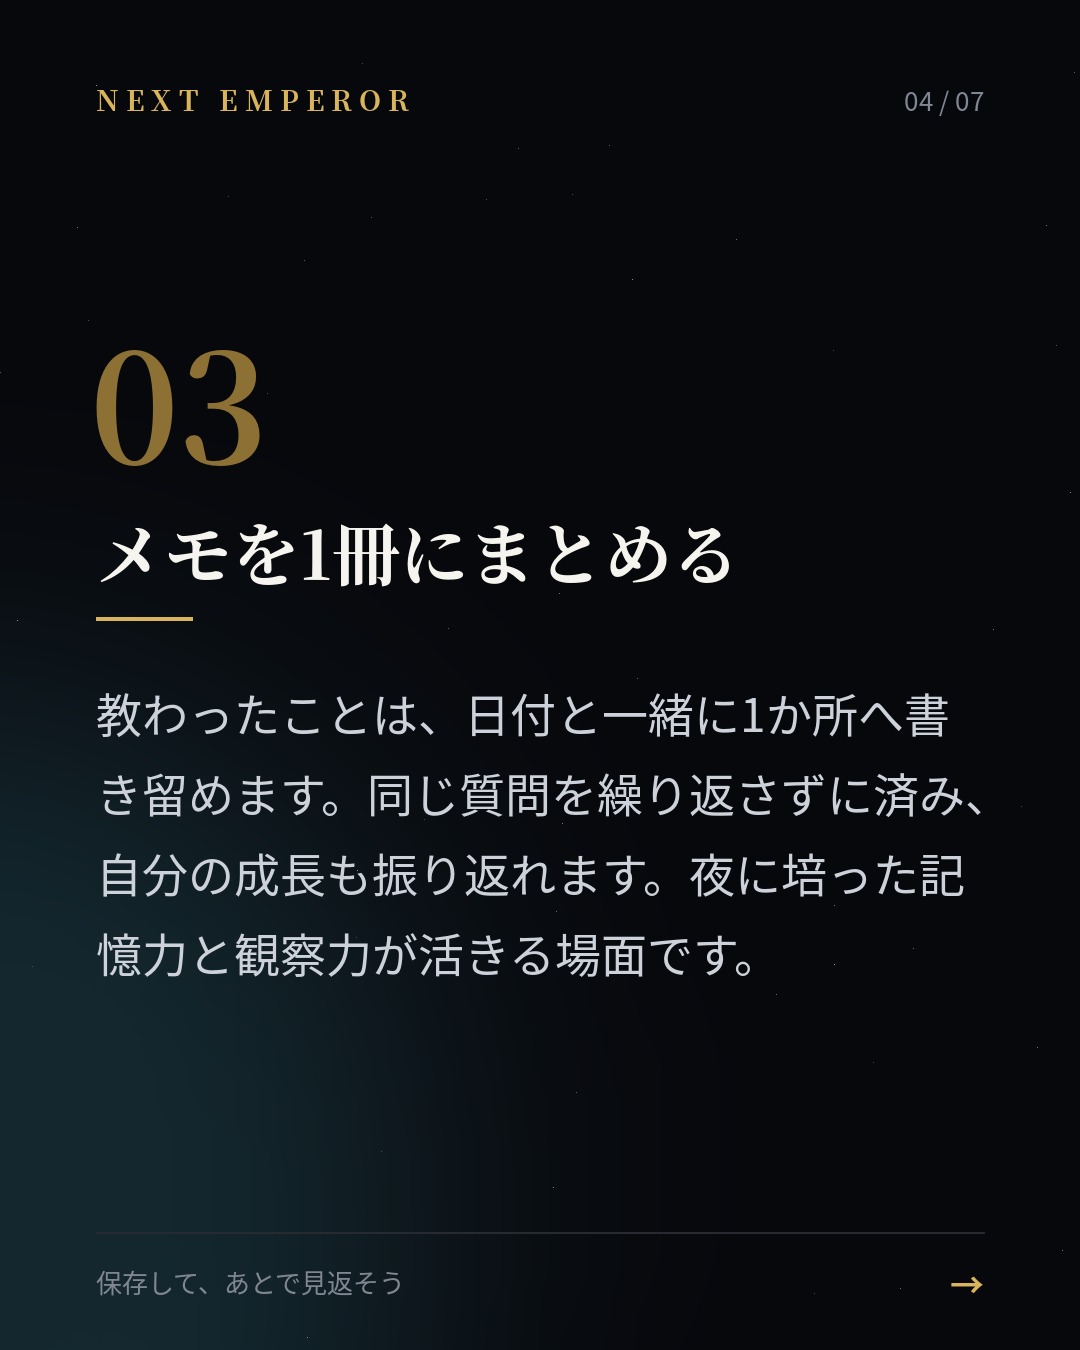 NEXT EMPEROR
04 / 07
03
メモを1冊にまとめる
教わったことは、日付と一緒に1か所へ書
き留めます。同じ質問を繰り返さずに済み、
自分の成長も振り返れます。夜に培った記
憶力と観察力が活きる場面です。
保存して、あとで見返そう
→